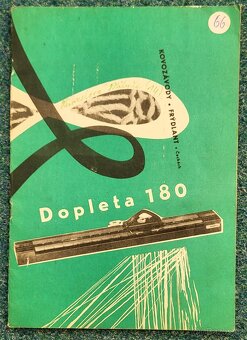 66
KOVOZÁVODY • FRÝDLANT •
Dopleta 180